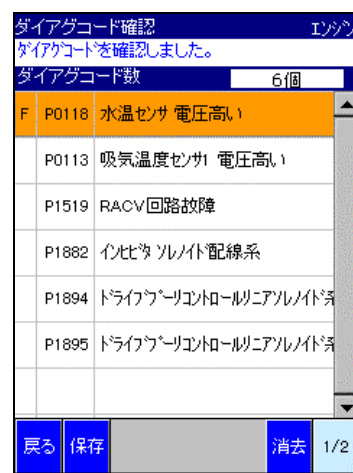 ダイアグコード確認 エンジン
ﾀﾞｲｱｸﾞｺｰﾄﾞを確認しました。
ダイアグコード数 6個
F P0118 水温ｾﾝｻ 電圧高い
P0113 吸気温度ｾﾝｻ1 電圧高い
P1519 RACV回路故障
P1882 ｲﾝﾋﾋﾞﾀ ｿﾚﾉｲﾄﾞ配線系
P1894 ﾄﾞﾗｲﾌﾞﾌﾟｰﾘｺﾝﾄﾛｰﾙﾘﾆｱｿﾚﾉｲﾄﾞ系
P1895 ﾄﾞﾗｲﾌﾞﾌﾟｰﾘｺﾝﾄﾛｰﾙﾘﾆｱｿﾚﾉｲﾄﾞ系
戻る 保存 消去 1/2